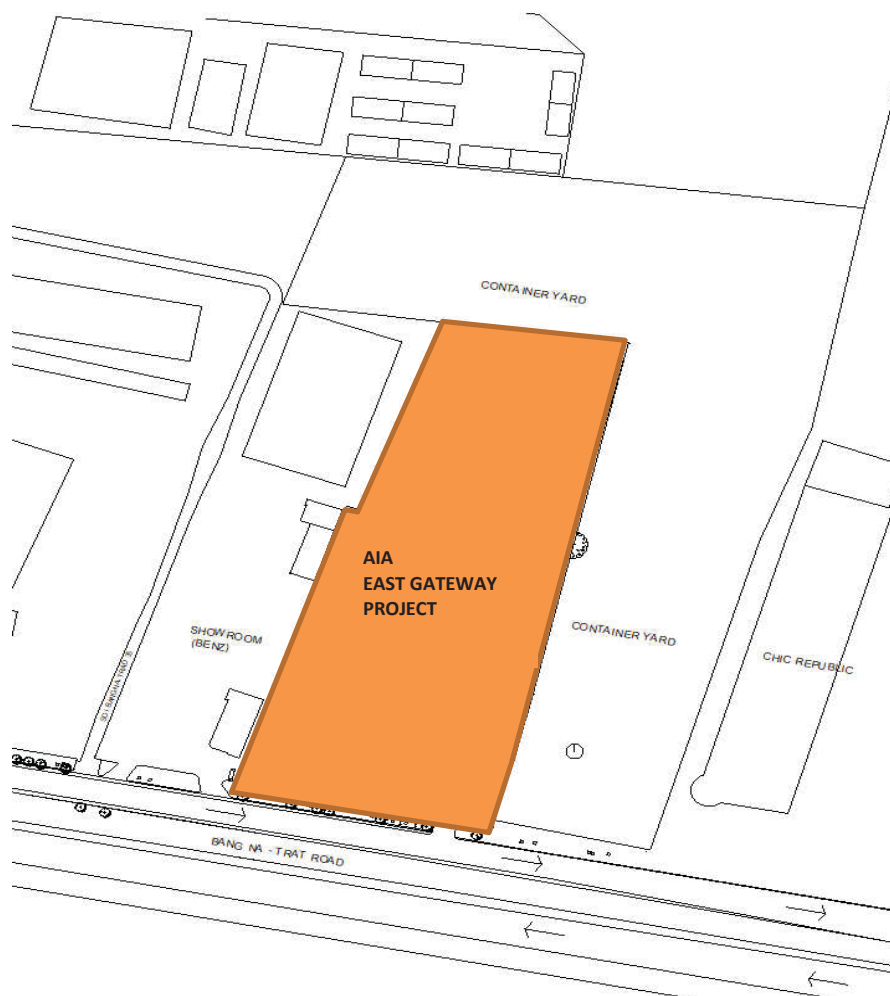 CONTAINER YARD
AIA
EAST GATEWAY
PROJECT
SHOWROOM
(BENZ)
CONTAINER YARD
CHIC REPUBLIC
BANG NA - TRAT ROAD